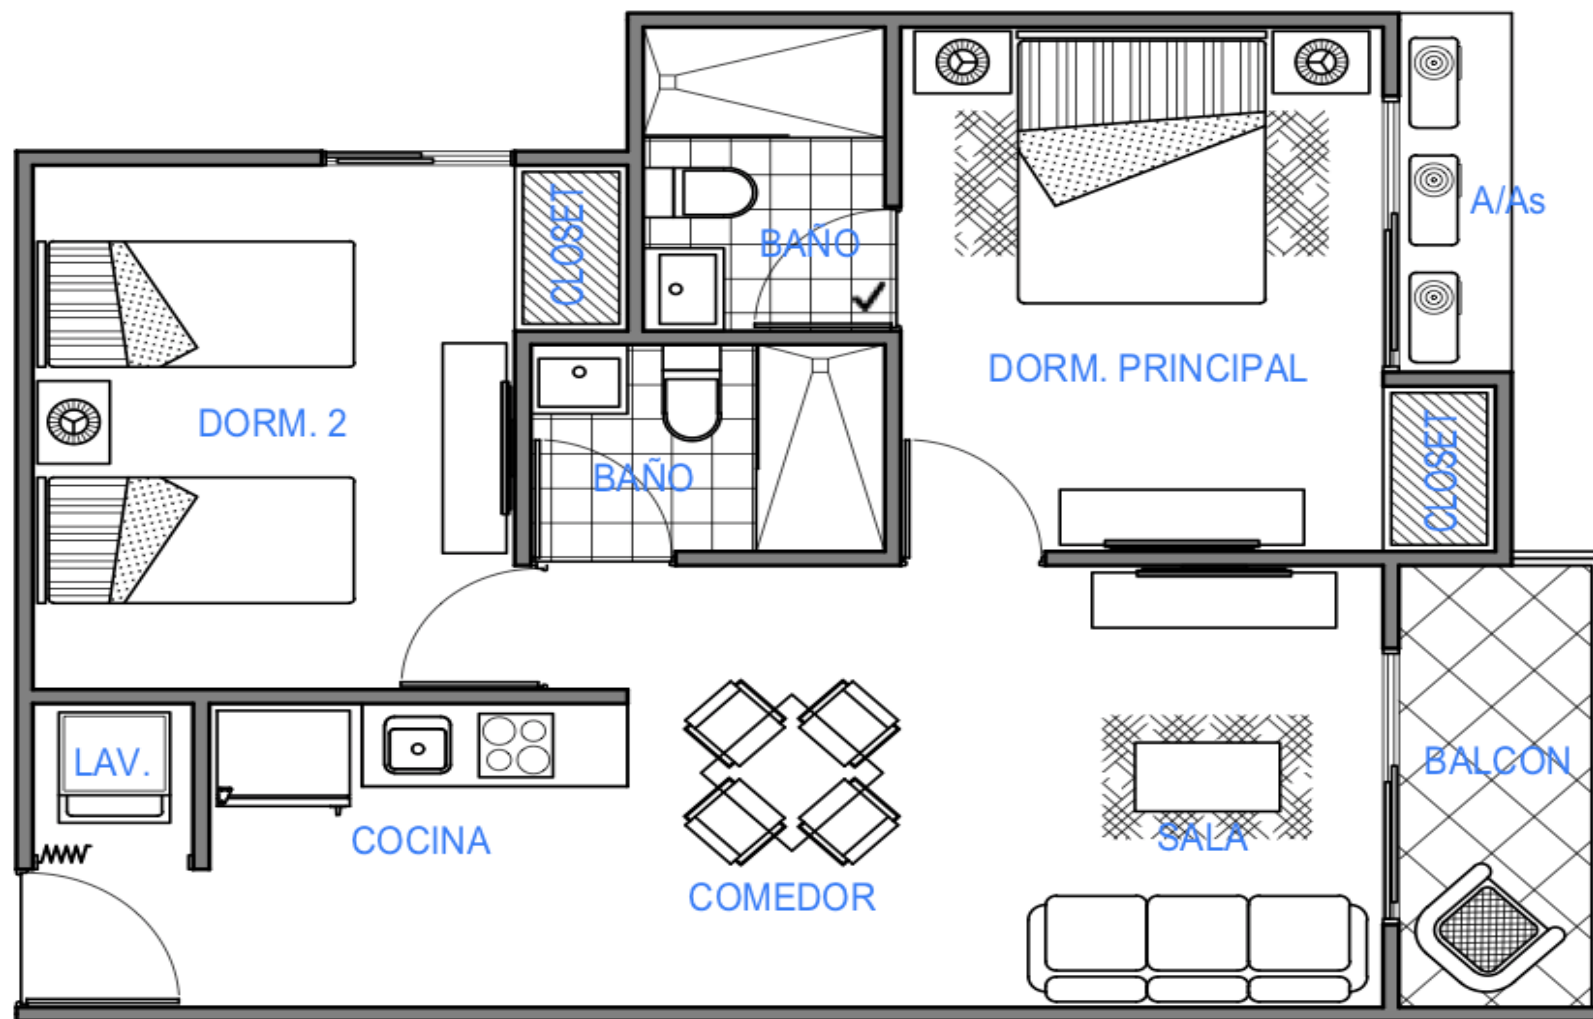 CLOSET
BAÑO
A/As
DORM. PRINCIPAL
DORM. 2
BAÑO
CLOSET
LAV.
COCINA
COMEDOR
SALA
BALCON